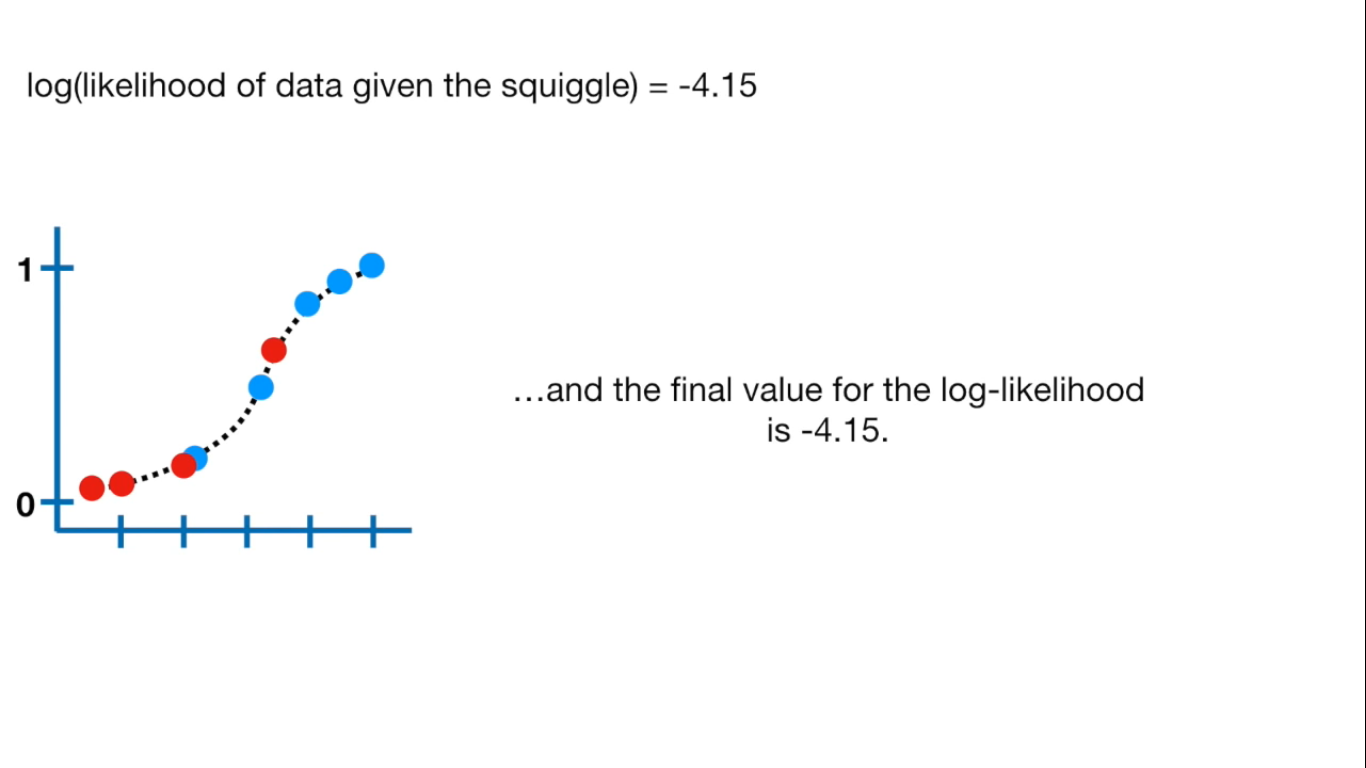 log(likelihood of data given the squiggle) = -4.15
1
0
…and the final value for the log-likelihood
is -4.15.